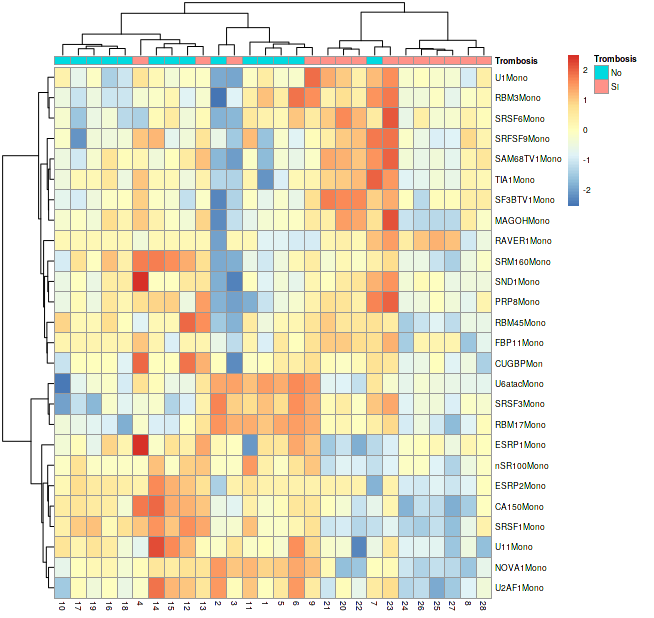 Trombosis
Trombosis
No
SI
2
1
0
-1
-2
U1Mono
RBM3Mono
SRSF6Mono
SRFSF9Mono
SAM68TV1Mono
TIA1Mono
SF3BTV1Mono
MAGOHMono
RAVER1Mono
SRM160Mono
SND1Mono
PRP8Mono
RBM45Mono
FBP11Mono
CUGBPMon
U6atacMono
SRSF3Mono
RBM17Mono
ESRP1Mono
nSR100Mono
ESRP2Mono
CA150Mono
SRSF1Mono
U11Mono
NOVA1Mono
U2AF1Mono
10 17 19 16 18 4 14 15 12 13 2 3 11 1 5 6 9 21 20 22 7 23 24 26 25 27 8 28